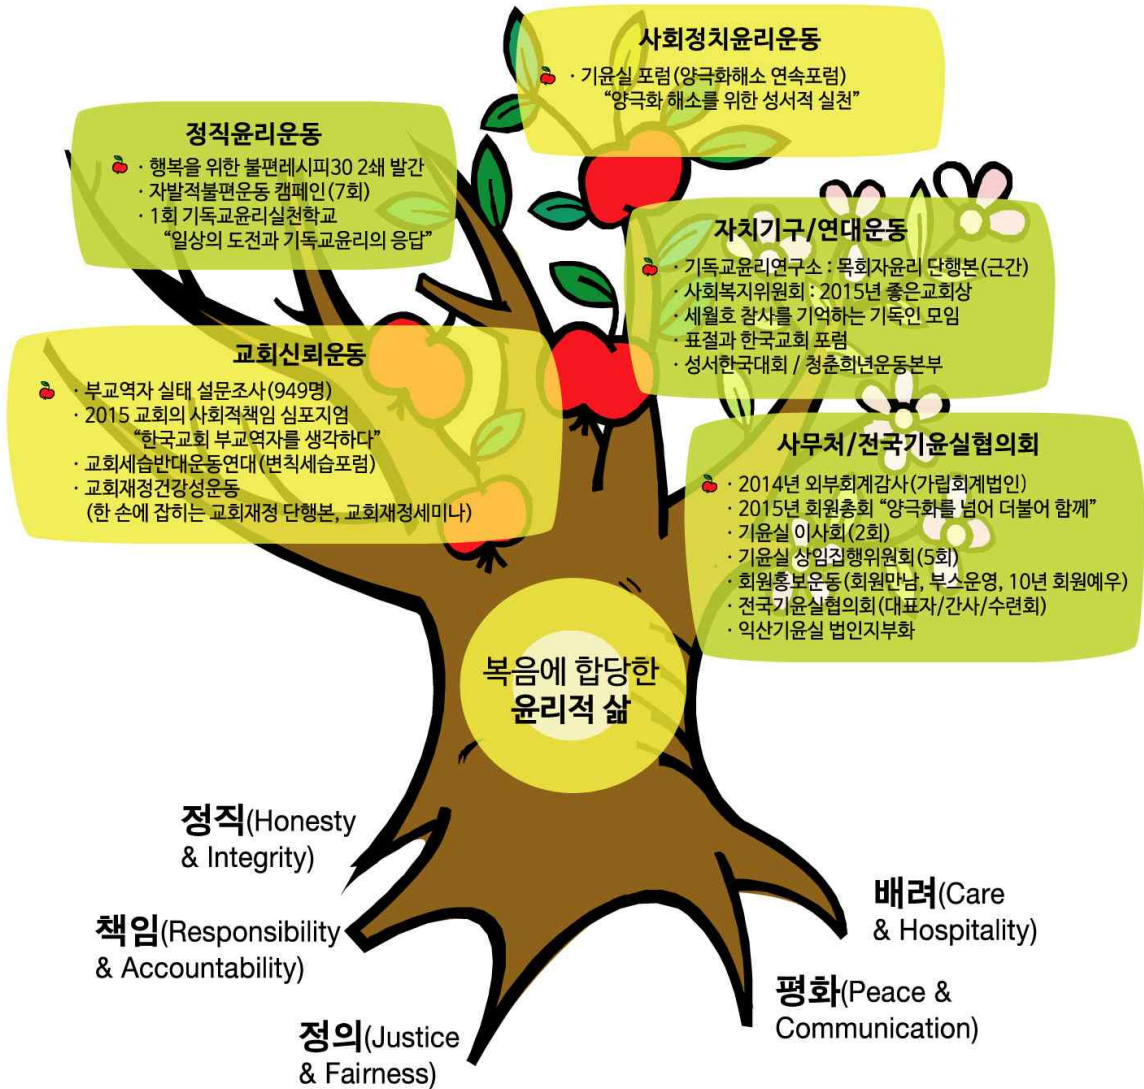 사회정치윤리운동
· 기윤실 포럼(양극화해소 연속포럼)
“양극화 해소를 위한 성서적 실천”
정직윤리운동
· 행복을 위한 불편레시피30 2쇄 발간
· 자발적불편운동 캠페인(7회)
· 1회 기독교윤리실천학교
“일상의 도전과 기독교윤리의 응답”
자치기구/연대운동
· 기독교윤리연구소 : 목회자윤리 단행본(근간)
· 사회복지위원회 : 2015년 좋은교회상
· 세월호 참사를 기억하는 기독인 모임
· 표절과 한국교회 포럼
· 성서한국대회 / 청춘희년운동본부
교회신뢰운동
· 부교역자 실태 설문조사(949명)
· 2015 교회의 사회적책임 심포지엄
“한국교회 부교역자를 생각하다”
· 교회세습반대운동연대(변칙세습포럼)
· 교회재정건강성운동
(한 손에 잡히는 교회재정 단행본, 교회재정세미나)
사무처/전국기윤실협의회
· 2014년 외부회계감사(가립회계법인)
· 2015년 회원총회 “양극화를 넘어 더불어 함께”
· 기윤실 이사회(2회)
· 기윤실 상임집행위원회(5회)
· 회원홍보운동(회원만남, 부스운영, 10년 회원예우)
· 전국기윤실협의회(대표자/간사/수련회)
· 익산기윤실 법인지부화
복음에 합당한
윤리적 삶
정직(Honesty
& Integrity)
책임(Responsibility
& Accountability)
정의(Justice
& Fairness)
배려(Care
& Hospitality)
평화(Peace &
Communication)